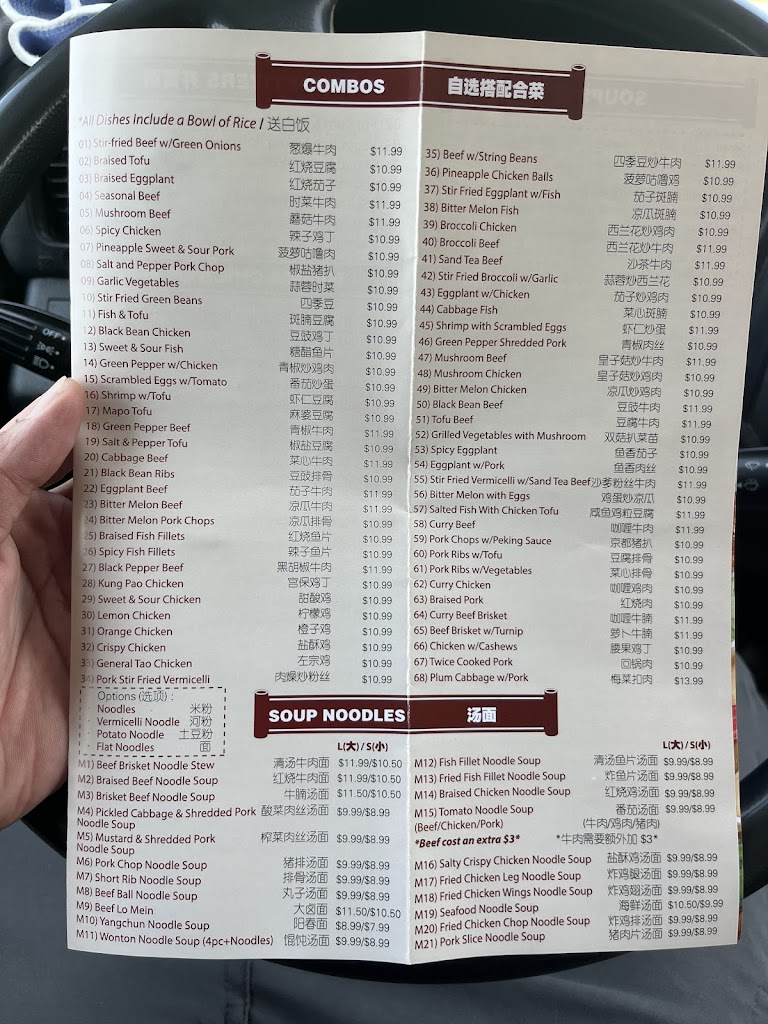 COMBOS 自选搭配合菜
*All Dishes Include a Bowl of Rice / 送白饭
01) Stir-fried Beef w/Green Onions 葱爆牛肉 $11.99
02) Braised Tofu 红烧豆腐 $10.99
03) Braised Eggplant 红烧茄子 $10.99
04) Seasonal Beef 时菜牛肉 $11.99
05) Mushroom Beef 蘑菇牛肉 $11.99
06) Spicy Chicken 辣子鸡丁 $10.99
07) Pineapple Sweet & Sour Pork 菠萝咕噜肉 $10.99
08) Salt and Pepper Pork Chop 椒盐猪扒 $10.99
09) Garlic Vegetables 蒜蓉时菜 $10.99
10) Stir Fried Green Beans 四季豆 $10.99
11) Fish & Tofu 斑腩豆腐 $10.99
12) Black Bean Chicken 豆豉鸡丁 $10.99
13) Sweet & Sour Fish 糖醋鱼片 $10.99
14) Green Pepper w/Chicken 青椒炒鸡肉 $10.99
15) Scrambled Eggs w/Tomato 番茄炒蛋 $10.99
16) Shrimp w/Tofu 虾仁豆腐 $10.99
17) Mapo Tofu 麻婆豆腐 $10.99
18) Green Pepper Beef 青椒牛肉 $11.99
19) Salt & Pepper Tofu 椒盐豆腐 $10.99
20) Cabbage Beef 菜心牛肉 $11.99
21) Black Bean Ribs 豆豉排骨 $10.99
22) Eggplant Beef 茄子牛肉 $11.99
23) Bitter Melon Beef 凉瓜牛肉 $11.99
24) Bitter Melon Pork Chops 凉瓜排骨 $10.99
25) Braised Fish Fillets 红烧鱼片 $10.99
26) Spicy Fish Fillets 辣子鱼片 $10.99
27) Black Pepper Beef 黑胡椒牛肉 $11.99
28) Kung Pao Chicken 宫保鸡丁 $10.99
29) Sweet & Sour Chicken 甜酸鸡 $10.99
30) Lemon Chicken 柠檬鸡 $10.99
31) Orange Chicken 橙子鸡 $10.99
32) Crispy Chicken 盐酥鸡 $10.99
33) General Tao Chicken 左宗鸡 $10.99
34) Pork Stir Fried Vermicelli 肉燥炒粉丝 $10.99
35) Beef w/String Beans 四季豆炒牛肉 $11.99
36) Pineapple Chicken Balls 菠萝咕噜鸡 $10.99
37) Stir Fried Eggplant w/Fish 茄子斑腩 $10.99
38) Bitter Melon Fish 凉瓜斑腩 $10.99
39) Broccoli Chicken 西兰花炒鸡肉 $10.99
40) Broccoli Beef 西兰花炒牛肉 $11.99
41) Sand Tea Beef 沙茶牛肉 $11.99
42) Stir Fried Broccoli w/Garlic 蒜蓉炒西兰花 $10.99
43) Eggplant w/Chicken 茄子炒鸡肉 $10.99
44) Cabbage Fish 菜心斑腩 $10.99
45) Shrimp with Scrambled Eggs 虾仁炒蛋 $11.99
46) Green Pepper Shredded Pork 青椒肉丝 $10.99
47) Mushroom Beef 皇子菇炒牛肉 $11.99
48) Mushroom Chicken 皇子菇炒鸡肉 $10.99
49) Bitter Melon Chicken 凉瓜炒鸡肉 $10.99
50) Black Bean Beef 豆豉牛肉 $11.99
51) Tofu Beef 豆腐牛肉 $11.99
52) Grilled Vegetables with Mushroom 双菇扒菜苗 $10.99
53) Spicy Eggplant 鱼香茄子 $10.99
54) Eggplant w/Pork 鱼香肉丝 $10.99
55) Stir Fried Vermicelli w/Sand Tea Beef 沙爹粉丝牛肉 $10.99
56) Bitter Melon with Eggs 鸡蛋炒凉瓜 $10.99
57) Salted Fish With Chicken Tofu 咸鱼鸡粒豆腐 $11.99
58) Curry Beef 咖喱牛肉 $11.99
59) Pork Chops w/Peking Sauce 京都猪扒 $10.99
60) Pork Ribs w/Tofu 豆腐排骨 $10.99
61) Pork Ribs w/Vegetables 菜心排骨 $10.99
62) Curry Chicken 咖喱鸡肉 $10.99
63) Braised Pork 红烧肉 $10.99
64) Curry Beef Brisket 咖喱牛腩 $11.99
65) Beef Brisket w/Turnip 萝卜牛腩 $11.99
66) Chicken w/Cashews 腰果鸡丁 $10.99
67) Twice Cooked Pork 回锅肉 $10.99
68) Plum Cabbage w/Pork 梅菜扣肉 $13.99
Options (选项) :
Noodles 米粉
Vermicelli Noodle 河粉
Potato Noodle 土豆粉
Flat Noodles 面
SOUP NOODLES 汤面
L(大) / S(小)
M1) Beef Brisket Noodle Stew 清汤牛肉面 $11.99/$10.50
M2) Braised Beef Noodle Soup 红烧牛肉面 $11.99/$10.50
M3) Brisket Beef Noodle Soup 牛腩汤面 $11.50/$10.50
M4) Pickled Cabbage & Shredded Pork 酸菜肉丝汤面 $9.99/$8.99
Noodle Soup
M5) Mustard & Shredded Pork 榨菜肉丝汤面 $9.99/$8.99
Noodle Soup
M6) Pork Chop Noodle Soup 猪排汤面 $9.99/$8.99
M7) Short Rib Noodle Soup 排骨汤面 $9.99/$8.99
M8) Beef Ball Noodle Soup 丸子汤面 $9.99/$8.99
M9) Beef Lo Mein 大卤面 $11.50/$10.50
M10) Yangchun Noodle Soup 阳春面 $8.99/$7.99
M11) Wonton Noodle Soup (4pc+Noodles) 馄饨汤面 $9.99/$8.99
L(大) / S(小)
M12) Fish Fillet Noodle Soup 清汤鱼片汤面 $9.99/$8.99
M13) Fried Fish Fillet Noodle Soup 炸鱼片汤面 $9.99/$8.99
M14) Braised Chicken Noodle Soup 红烧鸡汤面 $9.99/$8.99
M15) Tomato Noodle Soup 番茄汤面 $9.99/$8.99
(Beef/Chicken/Pork) (牛肉/鸡肉/猪肉)
*Beef cost an extra $3* *牛肉需要额外加 $3*
M16) Salty Crispy Chicken Noodle Soup 盐酥鸡汤面 $9.99/$8.99
M17) Fried Chicken Leg Noodle Soup 炸鸡腿汤面 $9.99/$8.99
M18) Fried Chicken Wings Noodle Soup 炸鸡翅汤面 $9.99/$8.99
M19) Seafood Noodle Soup 海鲜汤面 $10.50/$9.99
M20) Fried Chicken Chop Noodle Soup 炸鸡排汤面 $9.99/$8.99
M21) Pork Slice Noodle Soup 猪肉片汤面 $9.99/$8.99
OFF